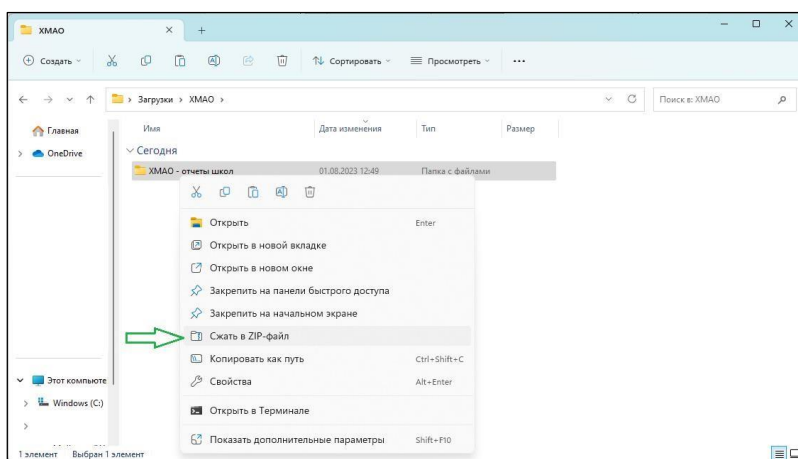 ХМАО
Создать
Сортировать
Просмотреть
Загрузки > ХМАО >
Поиск в: ХМАО
Главная
OneDrive
Имя
Дата изменения
Тип
Размер
Сегодня
ХМАО - отчеты школ
01.08.2023 12:49
Папка с файлами
Открыть
Enter
Открыть в новой вкладке
Открыть в новом окне
Закрепить на панели быстрого доступа
Закрепить на начальном экране
Сжать в ZIP-файл
Копировать как путь
Ctrl+Shift+C
Свойства
Alt+Enter
Открыть в Терминале
Показать дополнительные параметры
Shift+F10
Этот компьюте
Windows (C:)
1 элемент
Выбран 1 элемент